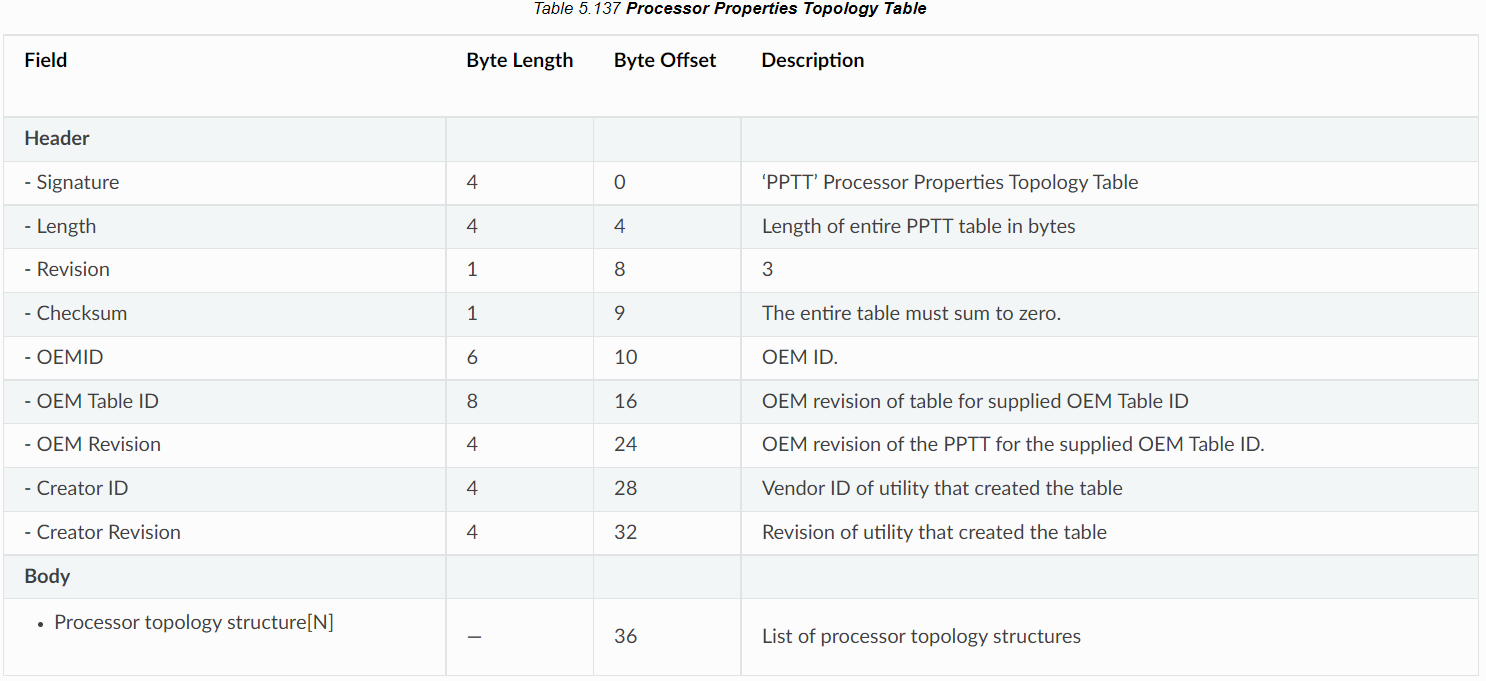 Table 5.137 Processor Properties Topology Table
Field Byte Length Byte Offset Description
Header
- Signature 4 0 ‘PPTT’ Processor Properties Topology Table
- Length 4 4 Length of entire PPTT table in bytes
- Revision 1 8 3
- Checksum 1 9 The entire table must sum to zero.
- OEMID 6 10 OEM ID.
- OEM Table ID 8 16 OEM revision of table for supplied OEM Table ID
- OEM Revision 4 24 OEM revision of the PPTT for the supplied OEM Table ID.
- Creator ID 4 28 Vendor ID of utility that created the table
- Creator Revision 4 32 Revision of utility that created the table
Body
• Processor topology structure[N] — 36 List of processor topology structures